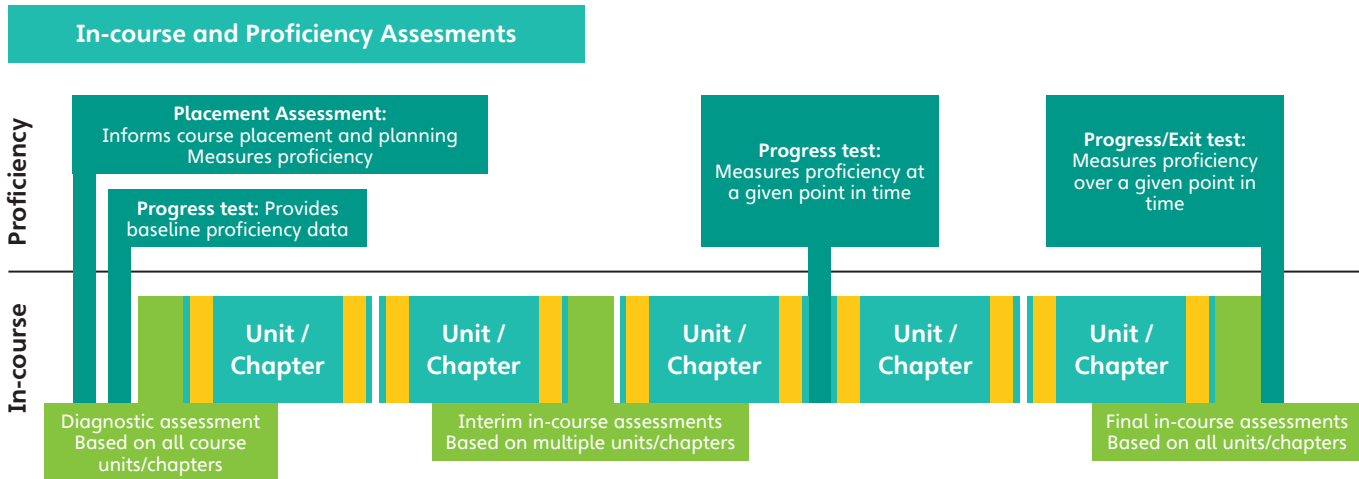 In-course and Proficiency Assesments
Proficiency
Placement Assessment:
Informs course placement and planning
Measures proficiency
Progress test: Provides
baseline proficiency data
Progress test:
Measures proficiency at
a given point in time
Progress/Exit test:
Measures proficiency
over a given point in
time
In-course
Unit /
Chapter
Unit /
Chapter
Unit /
Chapter
Unit /
Chapter
Unit /
Chapter
Diagnostic assessment
Based on all course
units/chapters
Interim in-course assessments
Based on multiple units/chapters
Final in-course assessments
Based on all units/chapters